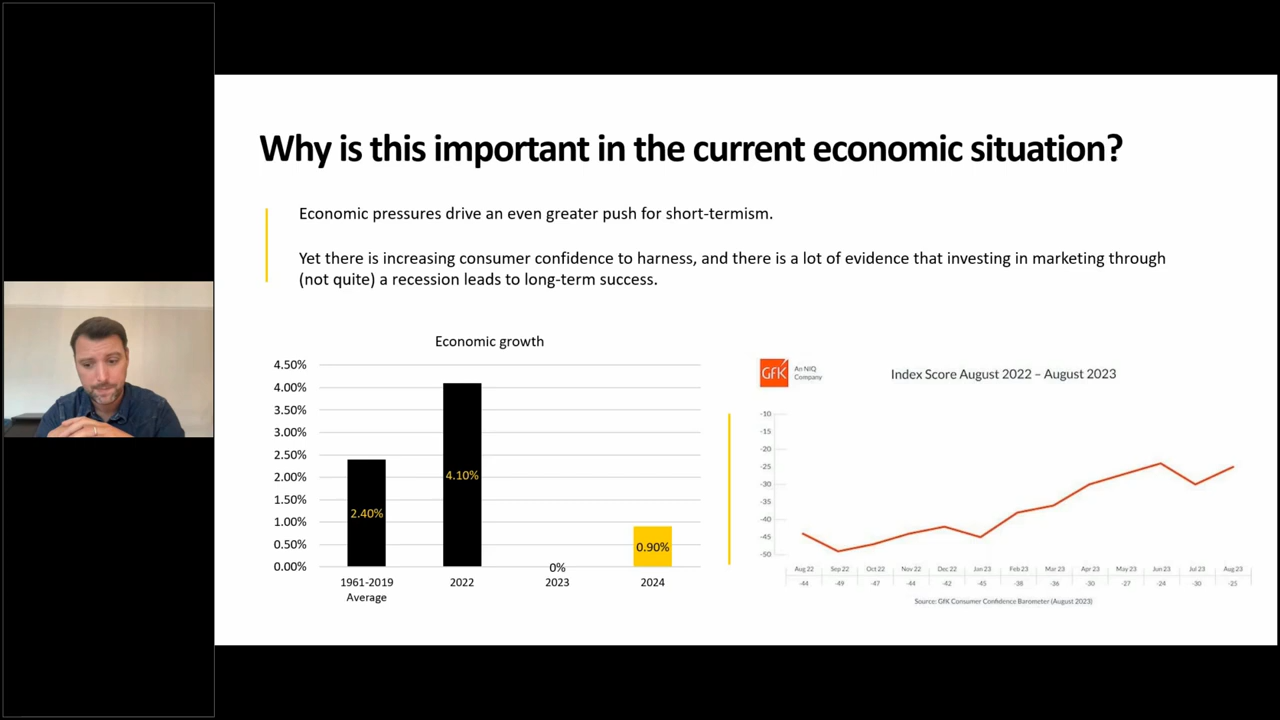 Why is this important in the current economic situation?
Economic pressures drive an even greater push for short-termism.
Yet there is increasing consumer confidence to harness, and there is a lot of evidence that investing in marketing through
(not quite) a recession leads to long-term success.
Economic growth
4.50%
4.00%
3.50%
3.00%
2.50%
2.00%
1.50%
1.00%
0.50%
0.00%
2.40%
4.10%
0%
0.90%
1961-2019 2022 2023 2024
Average
GfK An NIQ
Company
Index Score August 2022 – August 2023
-10
-15
-20
-25
-30
-35
-40
-45
-50
Aug 22 Sep 22 Oct 22 Nov 22 Dec 22 Jan 23 Feb 23 Mar 23 Apr 23 May 23 Jun 23 Jul 23 Aug 23
-44 -49 -47 -44 -42 -45 -38 -36 -30 -27 -24 -30 -25
Source: GfK Consumer Confidence Barometer (August 2023)